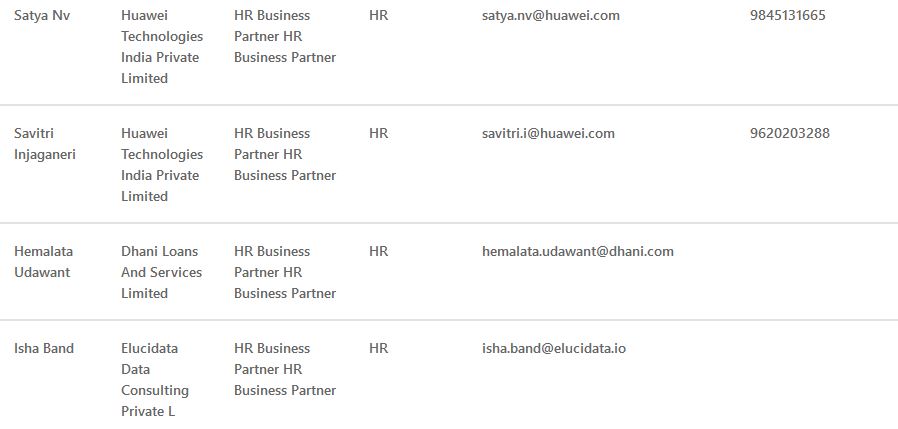 Satya Nv Huawei HR Business HR satya.nv@huawei.com 9845131665
Technologies Partner HR
India Private Business Partner
Limited
Savitri Huawei HR Business HR savitri.i@huawei.com 9620203288
Injaganeri Technologies Partner HR
India Private Business Partner
Limited
Hemalata Dhani Loans HR Business HR hemalata.udawant@dhani.com
Udawant And Services Partner HR
Limited Business Partner
Isha Band Elucidata HR Business HR isha.band@elucidata.io
Data Partner HR
Consulting Business Partner
Private L